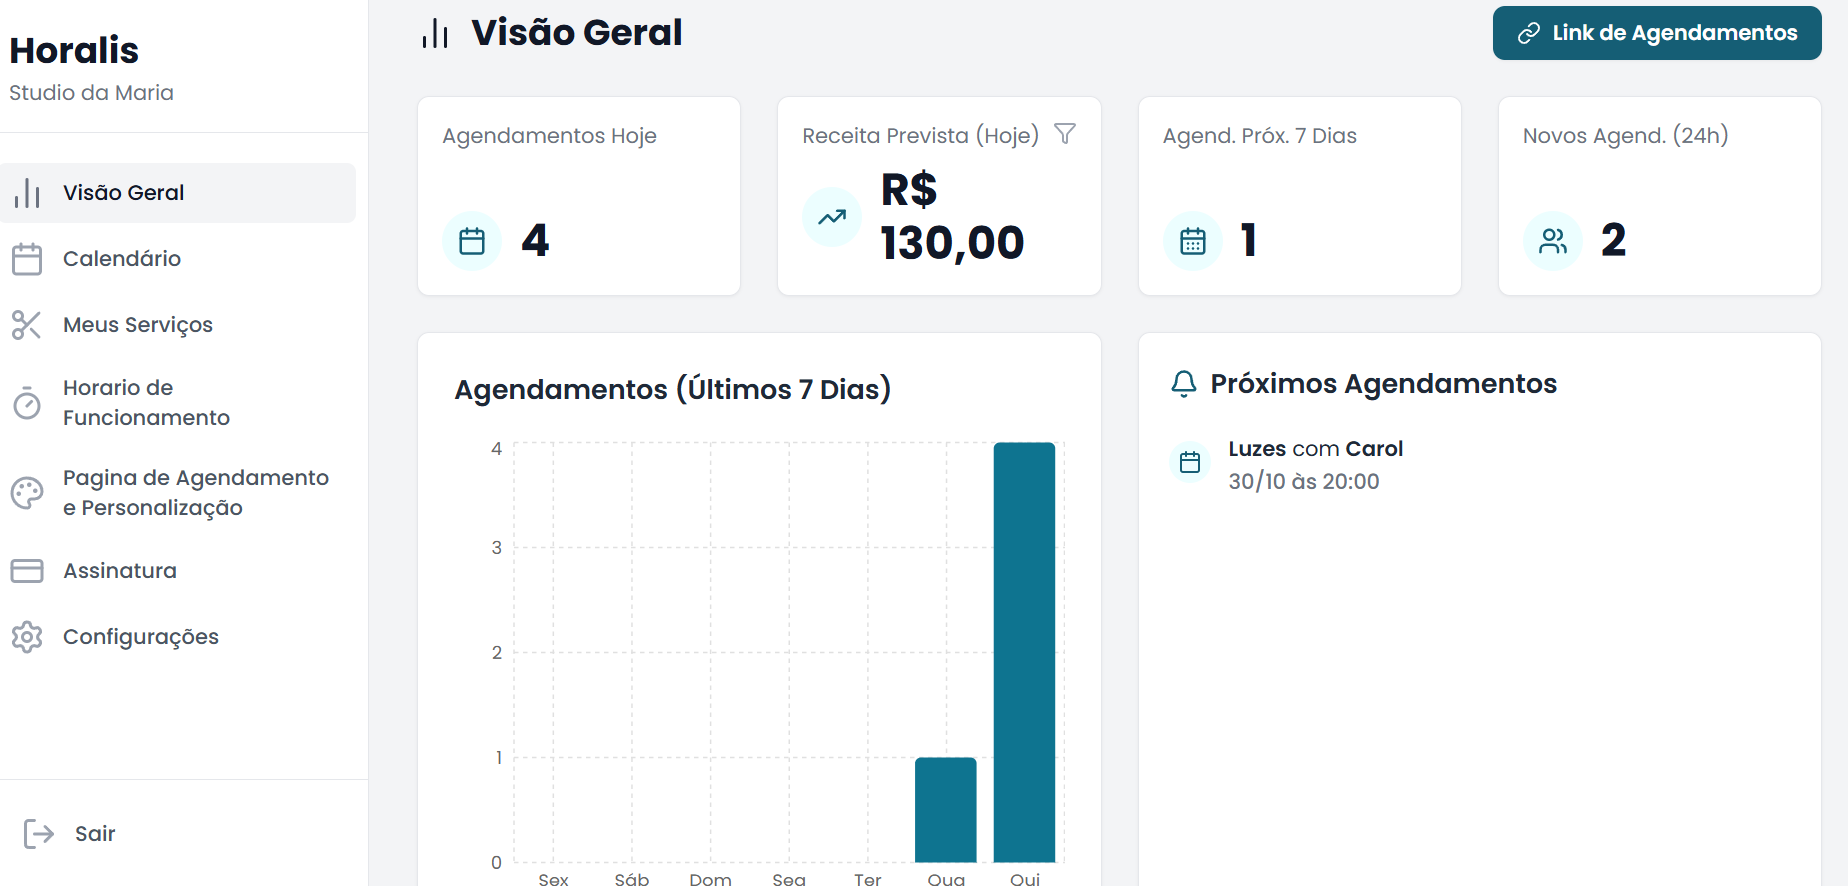 Horalis
Studio da Maria
Visão Geral
Calendário
Meus Serviços
Horario de
Funcionamento
Pagina de Agendamento
e Personalização
Assinatura
Configurações
Sair
Visão Geral
Link de Agendamentos
Agendamentos Hoje
4
Receita Prevista (Hoje)
R$
130,00
Agend. Próx. 7 Dias
1
Novos Agend. (24h)
2
Agendamentos (Últimos 7 Dias)
4
3
2
1
0
Sex Sáb Dom Seg Ter Qua Qui
Próximos Agendamentos
Luzes com Carol
30/10 às 20:00